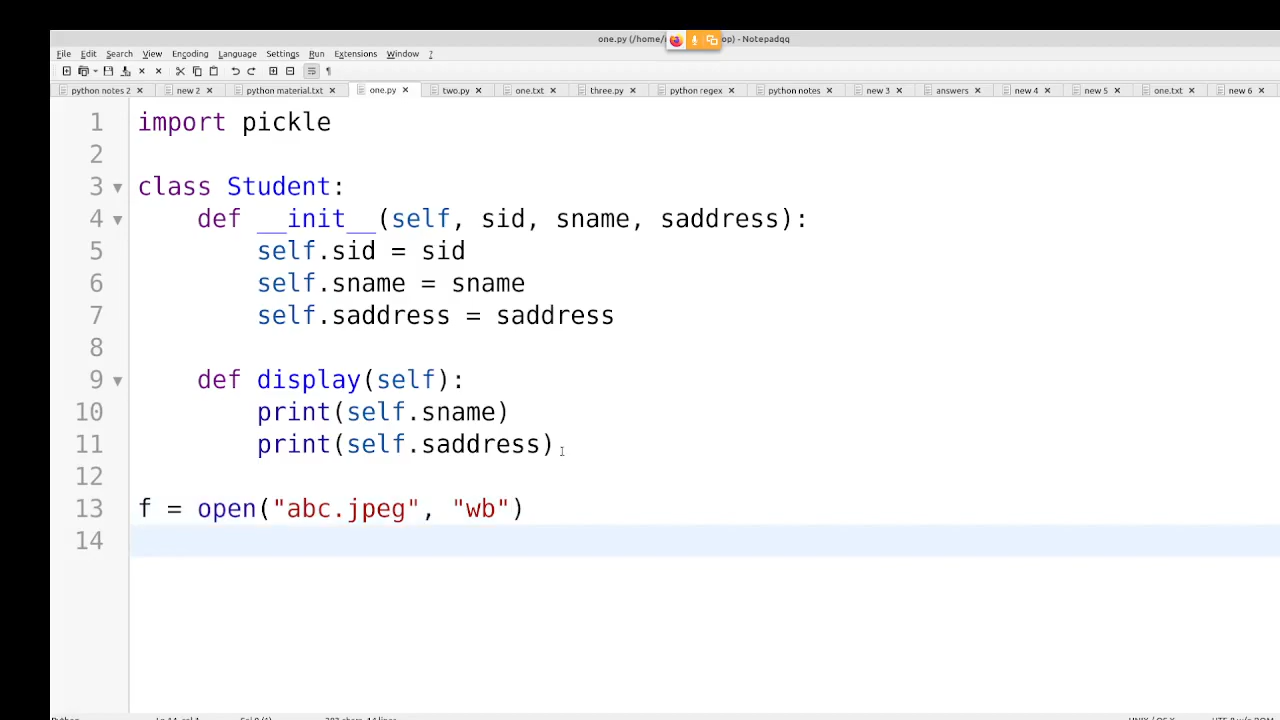 one.py (/home/ op) - Notepadqq
File Edit Search View Encoding Language Settings Run Extensions Window ?
python notes 2 new 2 python material.txt one.py two.py one.txt three.py python regex python notes new 3 answers new 4 new 5 one.txt new 6
1 import pickle
2
3 class Student:
4 def __init__(self, sid, sname, saddress):
5 self.sid = sid
6 self.sname = sname
7 self.saddress = saddress
8
9 def display(self):
10 print(self.sname)
11 print(self.saddress)
12
13 f = open("abc.jpeg", "wb")
14